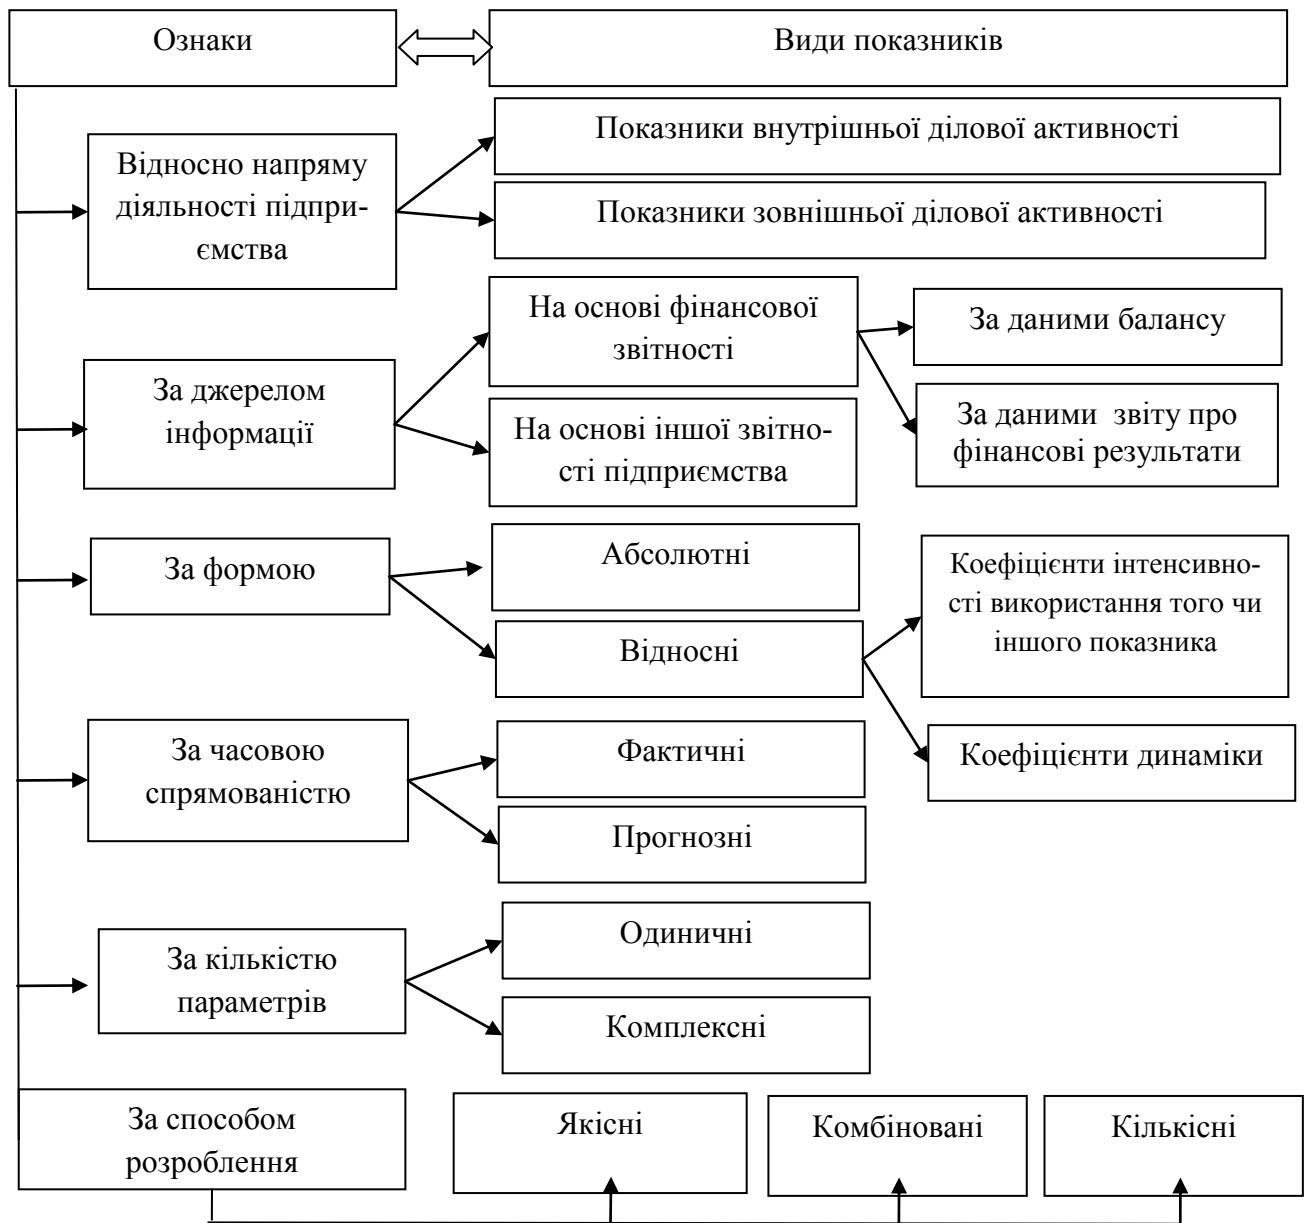 Ознаки
Види показників
Відносно напряму
діяльності підпри-
ємства
Показники внутрішньої ділової активності
Показники зовнішньої ділової активності
За джерелом
інформації
На основі фінансової
звітності
На основі іншої звітно-
сті підприємства
За даними балансу
За даними звіту про
фінансові результати
За формою
Абсолютні
Відносні
Коефіцієнти інтенсивно-
сті використання того чи
іншого показника
Коефіцієнти динаміки
За часовою
спрямованістю
Фактичні
Прогнозні
За кількістю
параметрів
Одиничні
Комплексні
За способом
розроблення
Якісні
Комбіновані
Кількісні